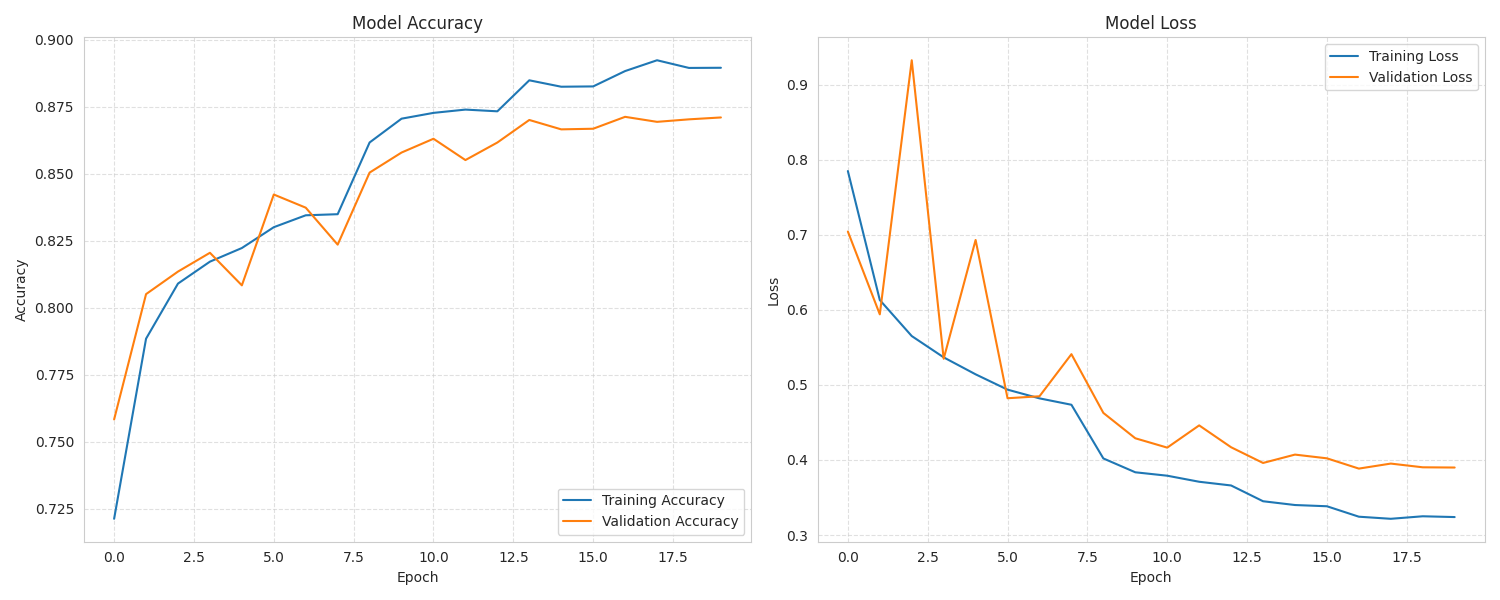 Model Accuracy
0.900
0.875
0.850
0.825
0.800
0.775
0.750
0.725
Accuracy
Training Accuracy
Validation Accuracy
0.0 2.5 5.0 7.5 10.0 12.5 15.0 17.5
Epoch
Model Loss
Training Loss
Validation Loss
0.9
0.8
0.7
0.6
0.5
0.4
0.3
Loss
0.0 2.5 5.0 7.5 10.0 12.5 15.0 17.5
Epoch